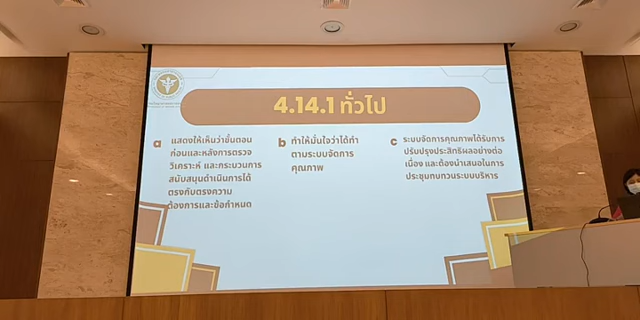 4.14.1 ทั่วไป
a
แสดงให้เห็นว่าขั้นตอน
ก่อนและหลังการตรวจ
วิเคราะห์ และกระบวนการ
สนับสนุนดำเนินการได้
ตรงกับตรงความ
ต้องการและข้อกำหนด
b
ทำให้มั่นใจว่าได้ทำ
ตามระบบจัดการ
คุณภาพ
c
ระบบจัดการคุณภาพได้รับการ
ปรับปรุงประสิทธิผลอย่างต่อ
เนื่อง และต้องนำเสนอในการ
ประชุมทบทวนระบบบริหาร